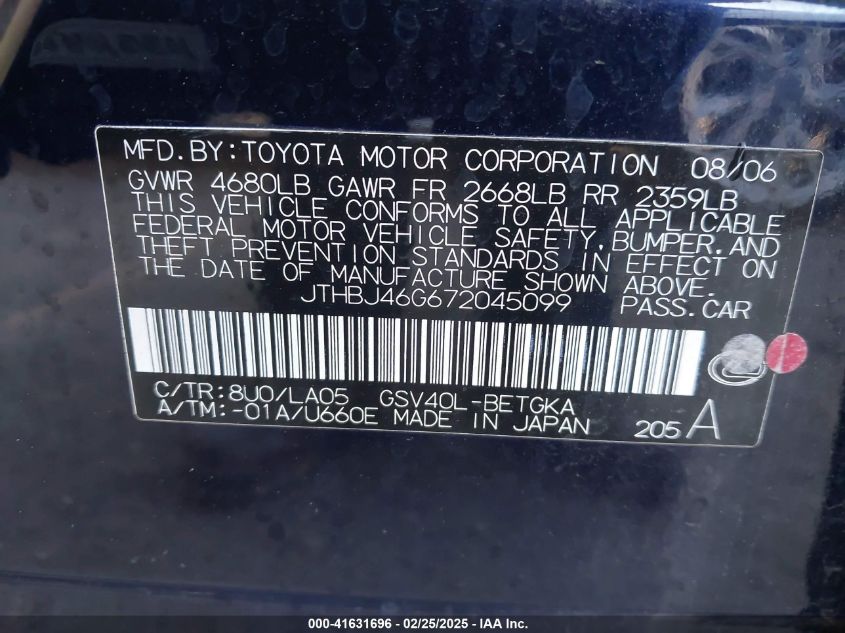 MFD.BY:TOYOTA MOTOR CORPORATION 08/06
GVWR 4680LB GAWR FR 2668LB RR 2359LB
THIS VEHICLE CONFORMS TO ALL APPLICABLE
FEDERAL MOTOR VEHICLE SAFETY,BUMPER,AND
THEFT PREVENTION STANDARDS IN EFFECT ON
THE DATE OF MANUFACTURE SHOWN ABOVE.
JTHBJ46G672045099 PASS.CAR
C/TR:8U0/LA05 GSV40L-BETGKA
A/TM:-01A/U660E MADE IN JAPAN 205 A
000-41631696 - 02/25/2025 - IAA Inc.